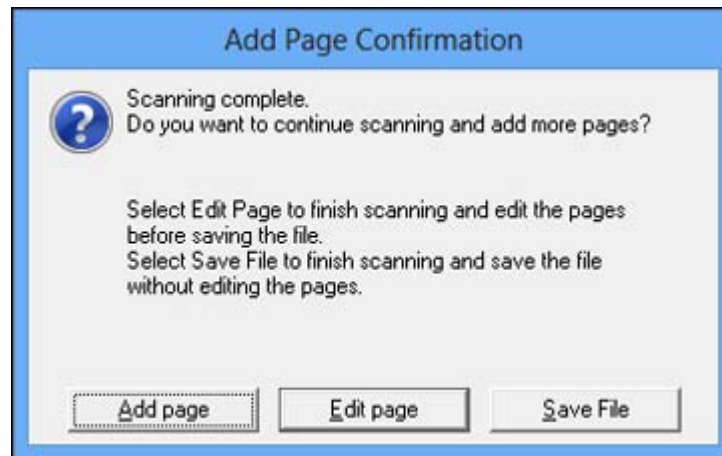 Add Page Confirmation
Scanning complete.
Do you want to continue scanning and add more pages?
Select Edit Page to finish scanning and edit the pages
before saving the file.
Select Save File to finish scanning and save the file
without editing the pages.
Add page Edit page Save File